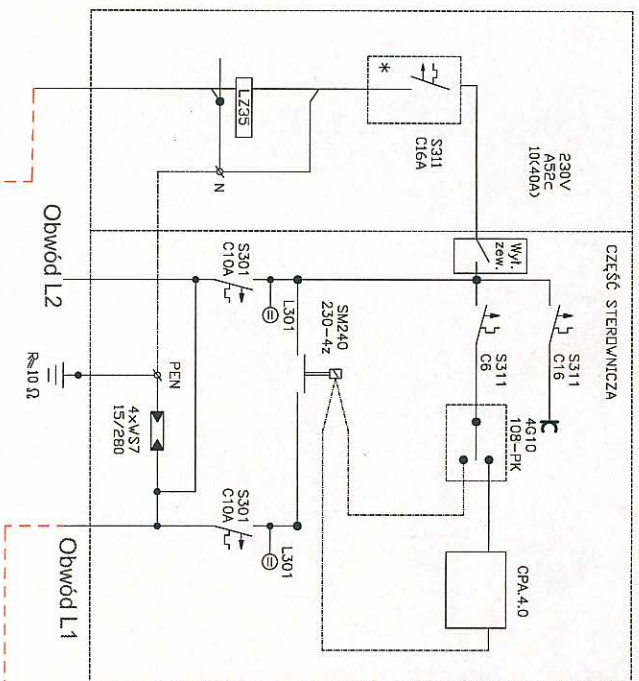 CZĘŚĆ STEROWNICZA
230V
A52c
10(40A)
S311
C16
Wył.
zew.
S311
C6
4G10
108-PK
CPA.4.0
*
S311
C16A
SM240
230-4z
L301
L301
LZ35
S301
C10A
S301
C10A
N
PEN
4xWS7
15/280
Obwód L2
Obwód L1
R≤10 Ω